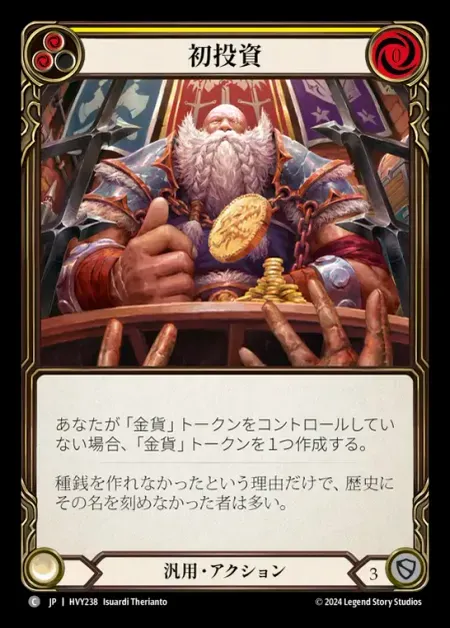 初投資
0
あなたが「金貨」トークンをコントロールしてい
ない場合、「金貨」トークンを1つ作成する。
種銭を作れなかったという理由だけで、歴史に
その名を刻めなかった者は多い。
汎用・アクション
3
C JP | HVY238 Isuardi Therianto
© 2024 Legend Story Studios